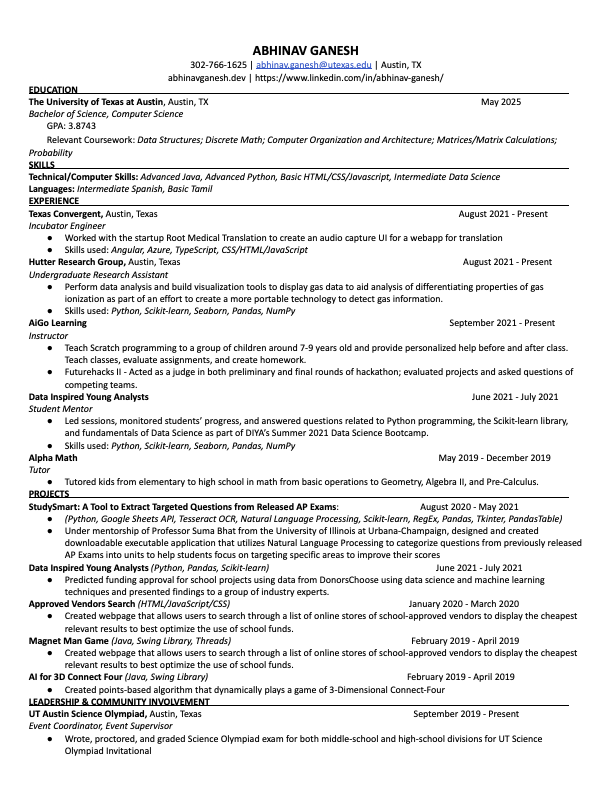 ABHINAV GANESH
302-766-1625 | abhinav.ganesh@utexas.edu | Austin, TX
abhinavganesh.dev | https://www.linkedin.com/in/abhinav-ganesh/
EDUCATION
The University of Texas at Austin, Austin, TX May 2025
Bachelor of Science, Computer Science
GPA: 3.8743
Relevant Coursework: Data Structures; Discrete Math; Computer Organization and Architecture; Matrices/Matrix Calculations;
Probability
SKILLS
Technical/Computer Skills: Advanced Java, Advanced Python, Basic HTML/CSS/Javascript, Intermediate Data Science
Languages: Intermediate Spanish, Basic Tamil
EXPERIENCE
Texas Convergent, Austin, Texas August 2021 - Present
Incubator Engineer
● Worked with the startup Root Medical Translation to create an audio capture UI for a webapp for translation
● Skills used: Angular, Azure, TypeScript, CSS/HTML/JavaScript
Hutter Research Group, Austin, Texas August 2021 - Present
Undergraduate Research Assistant
● Perform data analysis and build visualization tools to display gas data to aid analysis of differentiating properties of gas
ionization as part of an effort to create a more portable technology to detect gas information.
● Skills used: Python, Scikit-learn, Seaborn, Pandas, NumPy
AiGo Learning September 2021 - Present
Instructor
● Teach Scratch programming to a group of children around 7-9 years old and provide personalized help before and after class.
Teach classes, evaluate assignments, and create homework.
● Futurehacks II - Acted as a judge in both preliminary and final rounds of hackathon; evaluated projects and asked questions of
competing teams.
Data Inspired Young Analysts June 2021 - July 2021
Student Mentor
● Led sessions, monitored students' progress, and answered questions related to Python programming, the Scikit-learn library,
and fundamentals of Data Science as part of DIYA's Summer 2021 Data Science Bootcamp.
● Skills used: Python, Scikit-learn, Seaborn, Pandas, NumPy
Alpha Math May 2019 - December 2019
Tutor
● Tutored kids from elementary to high school in math from basic operations to Geometry, Algebra II, and Pre-Calculus.
PROJECTS
StudySmart: A Tool to Extract Targeted Questions from Released AP Exams: August 2020 - May 2021
● (Python, Google Sheets API, Tesseract OCR, Natural Language Processing, Scikit-learn, RegEx, Pandas, Tkinter, PandasTable)
● Under mentorship of Professor Suma Bhat from the University of Illinois at Urbana-Champaign, designed and created
downloadable executable application that utilizes Natural Language Processing to categorize questions from previously released
AP Exams into units to help students focus on targeting specific areas to improve their scores
Data Inspired Young Analysts (Python, Pandas, Scikit-learn) June 2021 - July 2021
● Predicted funding approval for school projects using data from DonorsChoose using data science and machine learning
techniques and presented findings to a group of industry experts.
Approved Vendors Search (HTML/JavaScript/CSS) January 2020 - March 2020
● Created webpage that allows users to search through a list of online stores of school-approved vendors to display the cheapest
relevant results to best optimize the use of school funds.
Magnet Man Game (Java, Swing Library, Threads) February 2019 - April 2019
● Created webpage that allows users to search through a list of online stores of school-approved vendors to display the cheapest
relevant results to best optimize the use of school funds.
AI for 3D Connect Four (Java, Swing Library) February 2019 - April 2019
● Created points-based algorithm that dynamically plays a game of 3-Dimensional Connect-Four
LEADERSHIP & COMMUNITY INVOLVEMENT
UT Austin Science Olympiad, Austin, Texas September 2019 - Present
Event Coordinator, Event Supervisor
● Wrote, proctored, and graded Science Olympiad exam for both middle-school and high-school divisions for UT Science
Olympiad Invitational